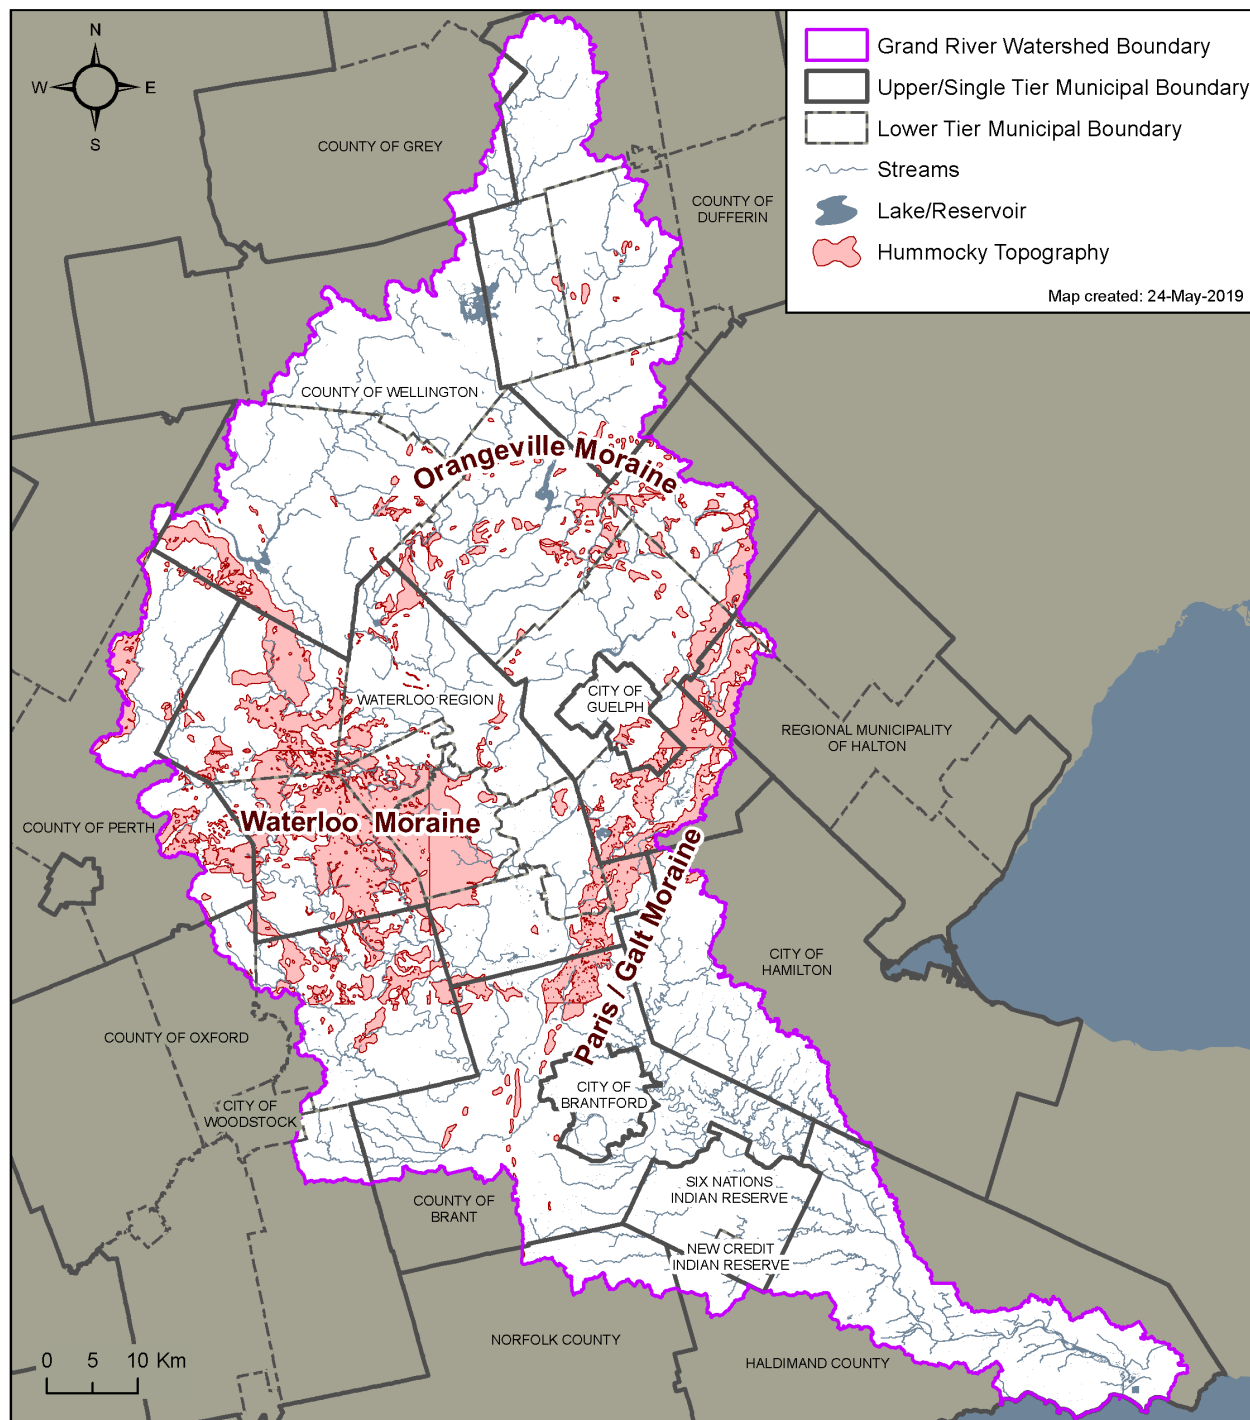 N
W E
S
Grand River Watershed Boundary
Upper/Single Tier Municipal Boundary
Lower Tier Municipal Boundary
Streams
Lake/Reservoir
Hummocky Topography
Map created: 24-May-2019
COUNTY OF GREY
COUNTY OF
DUFFERIN
COUNTY OF WELLINGTON
Orangeville Moraine
WATERLOO REGION
CITY OF
GUELPH
REGIONAL MUNICIPALITY
OF HALTON
COUNTY OF PERTH
Waterloo Moraine
Paris / Galt Moraine
CITY OF
HAMILTON
COUNTY OF OXFORD
CITY OF
WOODSTOCK
CITY OF
BRANTFORD
COUNTY OF
BRANT
SIX NATIONS
INDIAN RESERVE
NEW CREDIT
INDIAN RESERVE
NORFOLK COUNTY
HALDIMAND COUNTY
0 5 10 Km